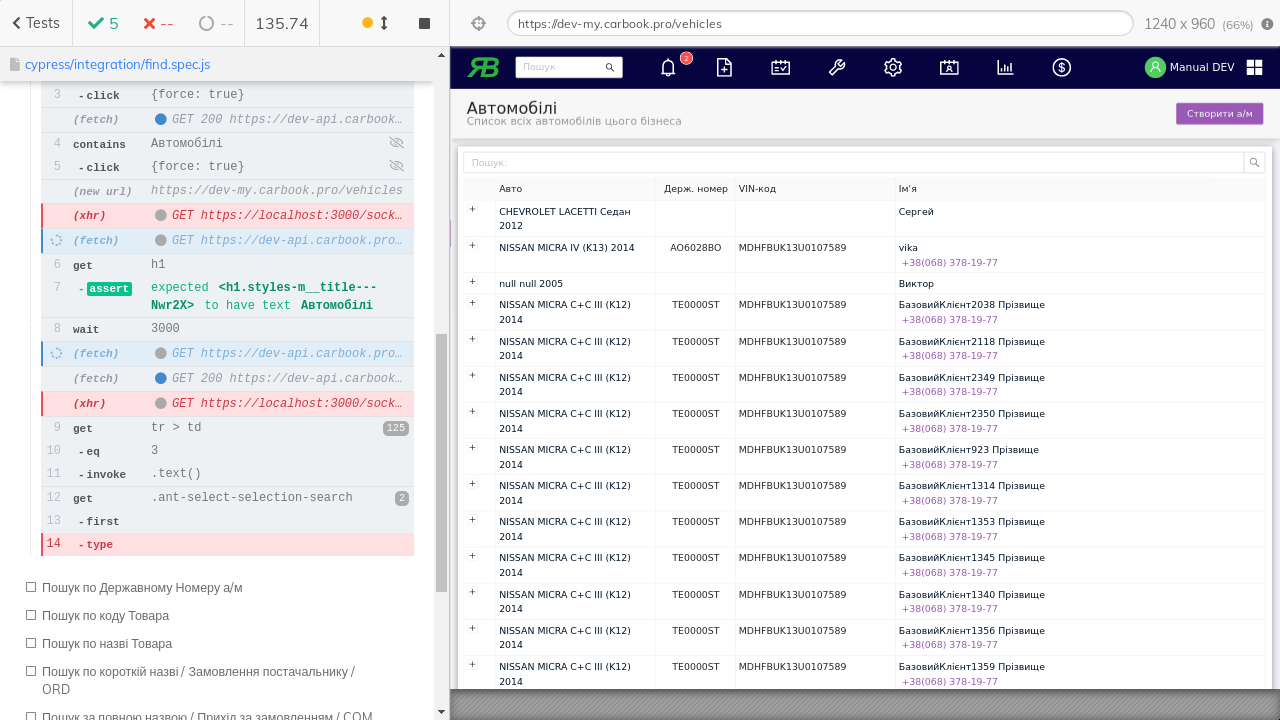 Tests
5
--
--
135.74
https://dev-my.carbook.pro/vehicles
1240 x 960 (66%)
cypress/integration/find.spec.js
3 -click {force: true}
(fetch) GET 200 https://dev-api.carbook…
4 contains Автомобілі
5 -click {force: true}
(new url) https://dev-my.carbook.pro/vehicles
(xhr) GET https://localhost:3000/sock…
(fetch) GET https://dev-api.carbook.pro…
6 get h1
7 -assert expected <h1.styles-m__title---
Nwr2X> to have text Автомобілі
8 wait 3000
(fetch) GET https://dev-api.carbook.pro…
(fetch) GET 200 https://dev-api.carbook…
(xhr) GET https://localhost:3000/sock…
9 get tr > td 125
10 -eq 3
11 -invoke .text()
12 get .ant-select-selection-search 2
13 -first
14 -type
Пошук по Державному Номеру а/м
Пошук по коду Товара
Пошук по назві Товара
Пошук по короткій назві / Замовлення постачальнику /
ORD
Пошук за повною назвою / Прихід за замовленням / COM
ЯB
Пошук
2
A
$
Manual DEV
Автомобілі
Список всіх автомобілів цього бізнеса
Створити а/м
Пошук:
Авто Держ. номер VIN-код Ім'я
+ CHEVROLET LACETTI Седан Сергей
2012
+ NISSAN MICRA IV (K13) 2014 AO6028BO MDHFBUK13U0107589 vika
+38(068) 378-19-77
+ null null 2005 Виктор
+ NISSAN MICRA C+C III (K12) TE0000ST MDHFBUK13U0107589 БазовийКлієнт2038 Прізвище
2014 +38(068) 378-19-77
+ NISSAN MICRA C+C III (K12) TE0000ST MDHFBUK13U0107589 БазовийКлієнт2118 Прізвище
2014 +38(068) 378-19-77
+ NISSAN MICRA C+C III (K12) TE0000ST MDHFBUK13U0107589 БазовийКлієнт2349 Прізвище
2014 +38(068) 378-19-77
+ NISSAN MICRA C+C III (K12) TE0000ST MDHFBUK13U0107589 БазовийКлієнт2350 Прізвище
2014 +38(068) 378-19-77
+ NISSAN MICRA C+C III (K12) TE0000ST MDHFBUK13U0107589 БазовийКлієнт923 Прізвище
2014 +38(068) 378-19-77
+ NISSAN MICRA C+C III (K12) TE0000ST MDHFBUK13U0107589 БазовийКлієнт1314 Прізвище
2014 +38(068) 378-19-77
+ NISSAN MICRA C+C III (K12) TE0000ST MDHFBUK13U0107589 БазовийКлієнт1353 Прізвище
2014 +38(068) 378-19-77
+ NISSAN MICRA C+C III (K12) TE0000ST MDHFBUK13U0107589 БазовийКлієнт1345 Прізвище
2014 +38(068) 378-19-77
+ NISSAN MICRA C+C III (K12) TE0000ST MDHFBUK13U0107589 БазовийКлієнт1340 Прізвище
2014 +38(068) 378-19-77
+ NISSAN MICRA C+C III (K12) TE0000ST MDHFBUK13U0107589 БазовийКлієнт1356 Прізвище
2014 +38(068) 378-19-77
+ NISSAN MICRA C+C III (K12) TE0000ST MDHFBUK13U0107589 БазовийКлієнт1359 Прізвище
2014 +38(068) 378-19-77